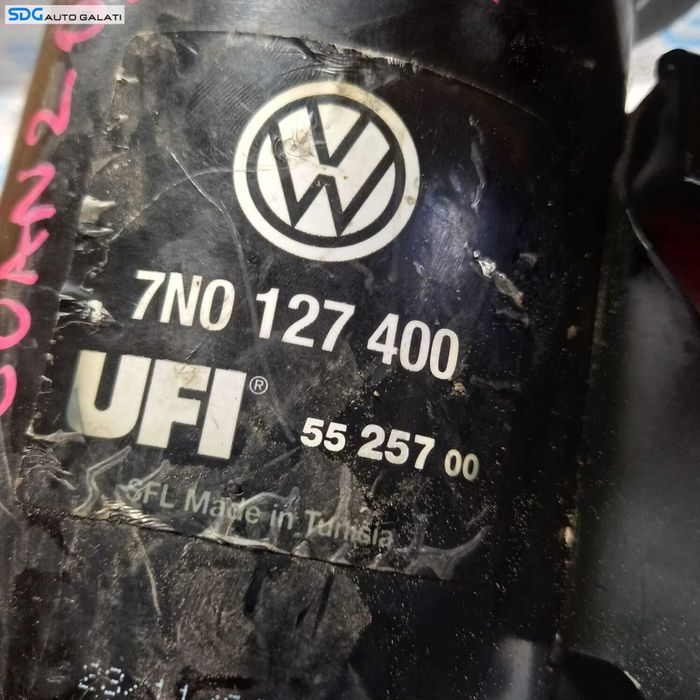 SDG AUTO GALATI
7N0 127 400
UFI ® 55 257 00
SFL Made in Tunisia